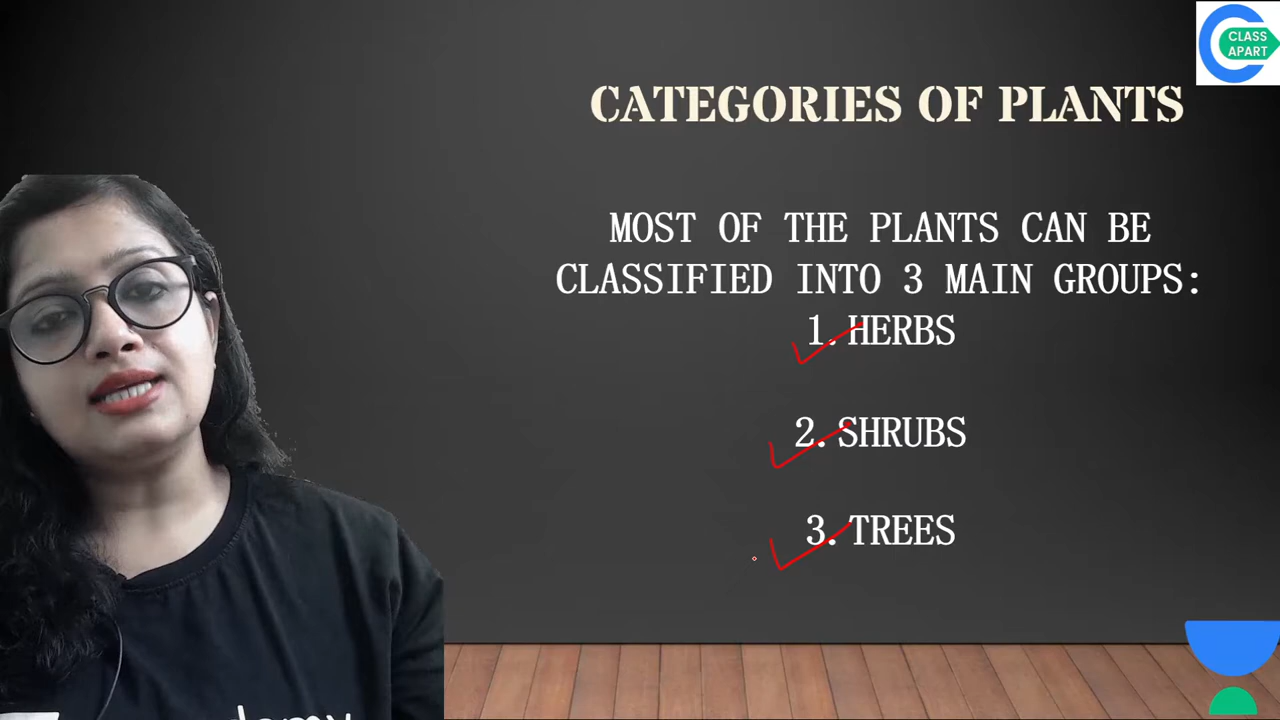 CLASS
APART
CATEGORIES OF PLANTS
MOST OF THE PLANTS CAN BE
CLASSIFIED INTO 3 MAIN GROUPS:
1. HERBS
2. SHRUBS
3. TREES